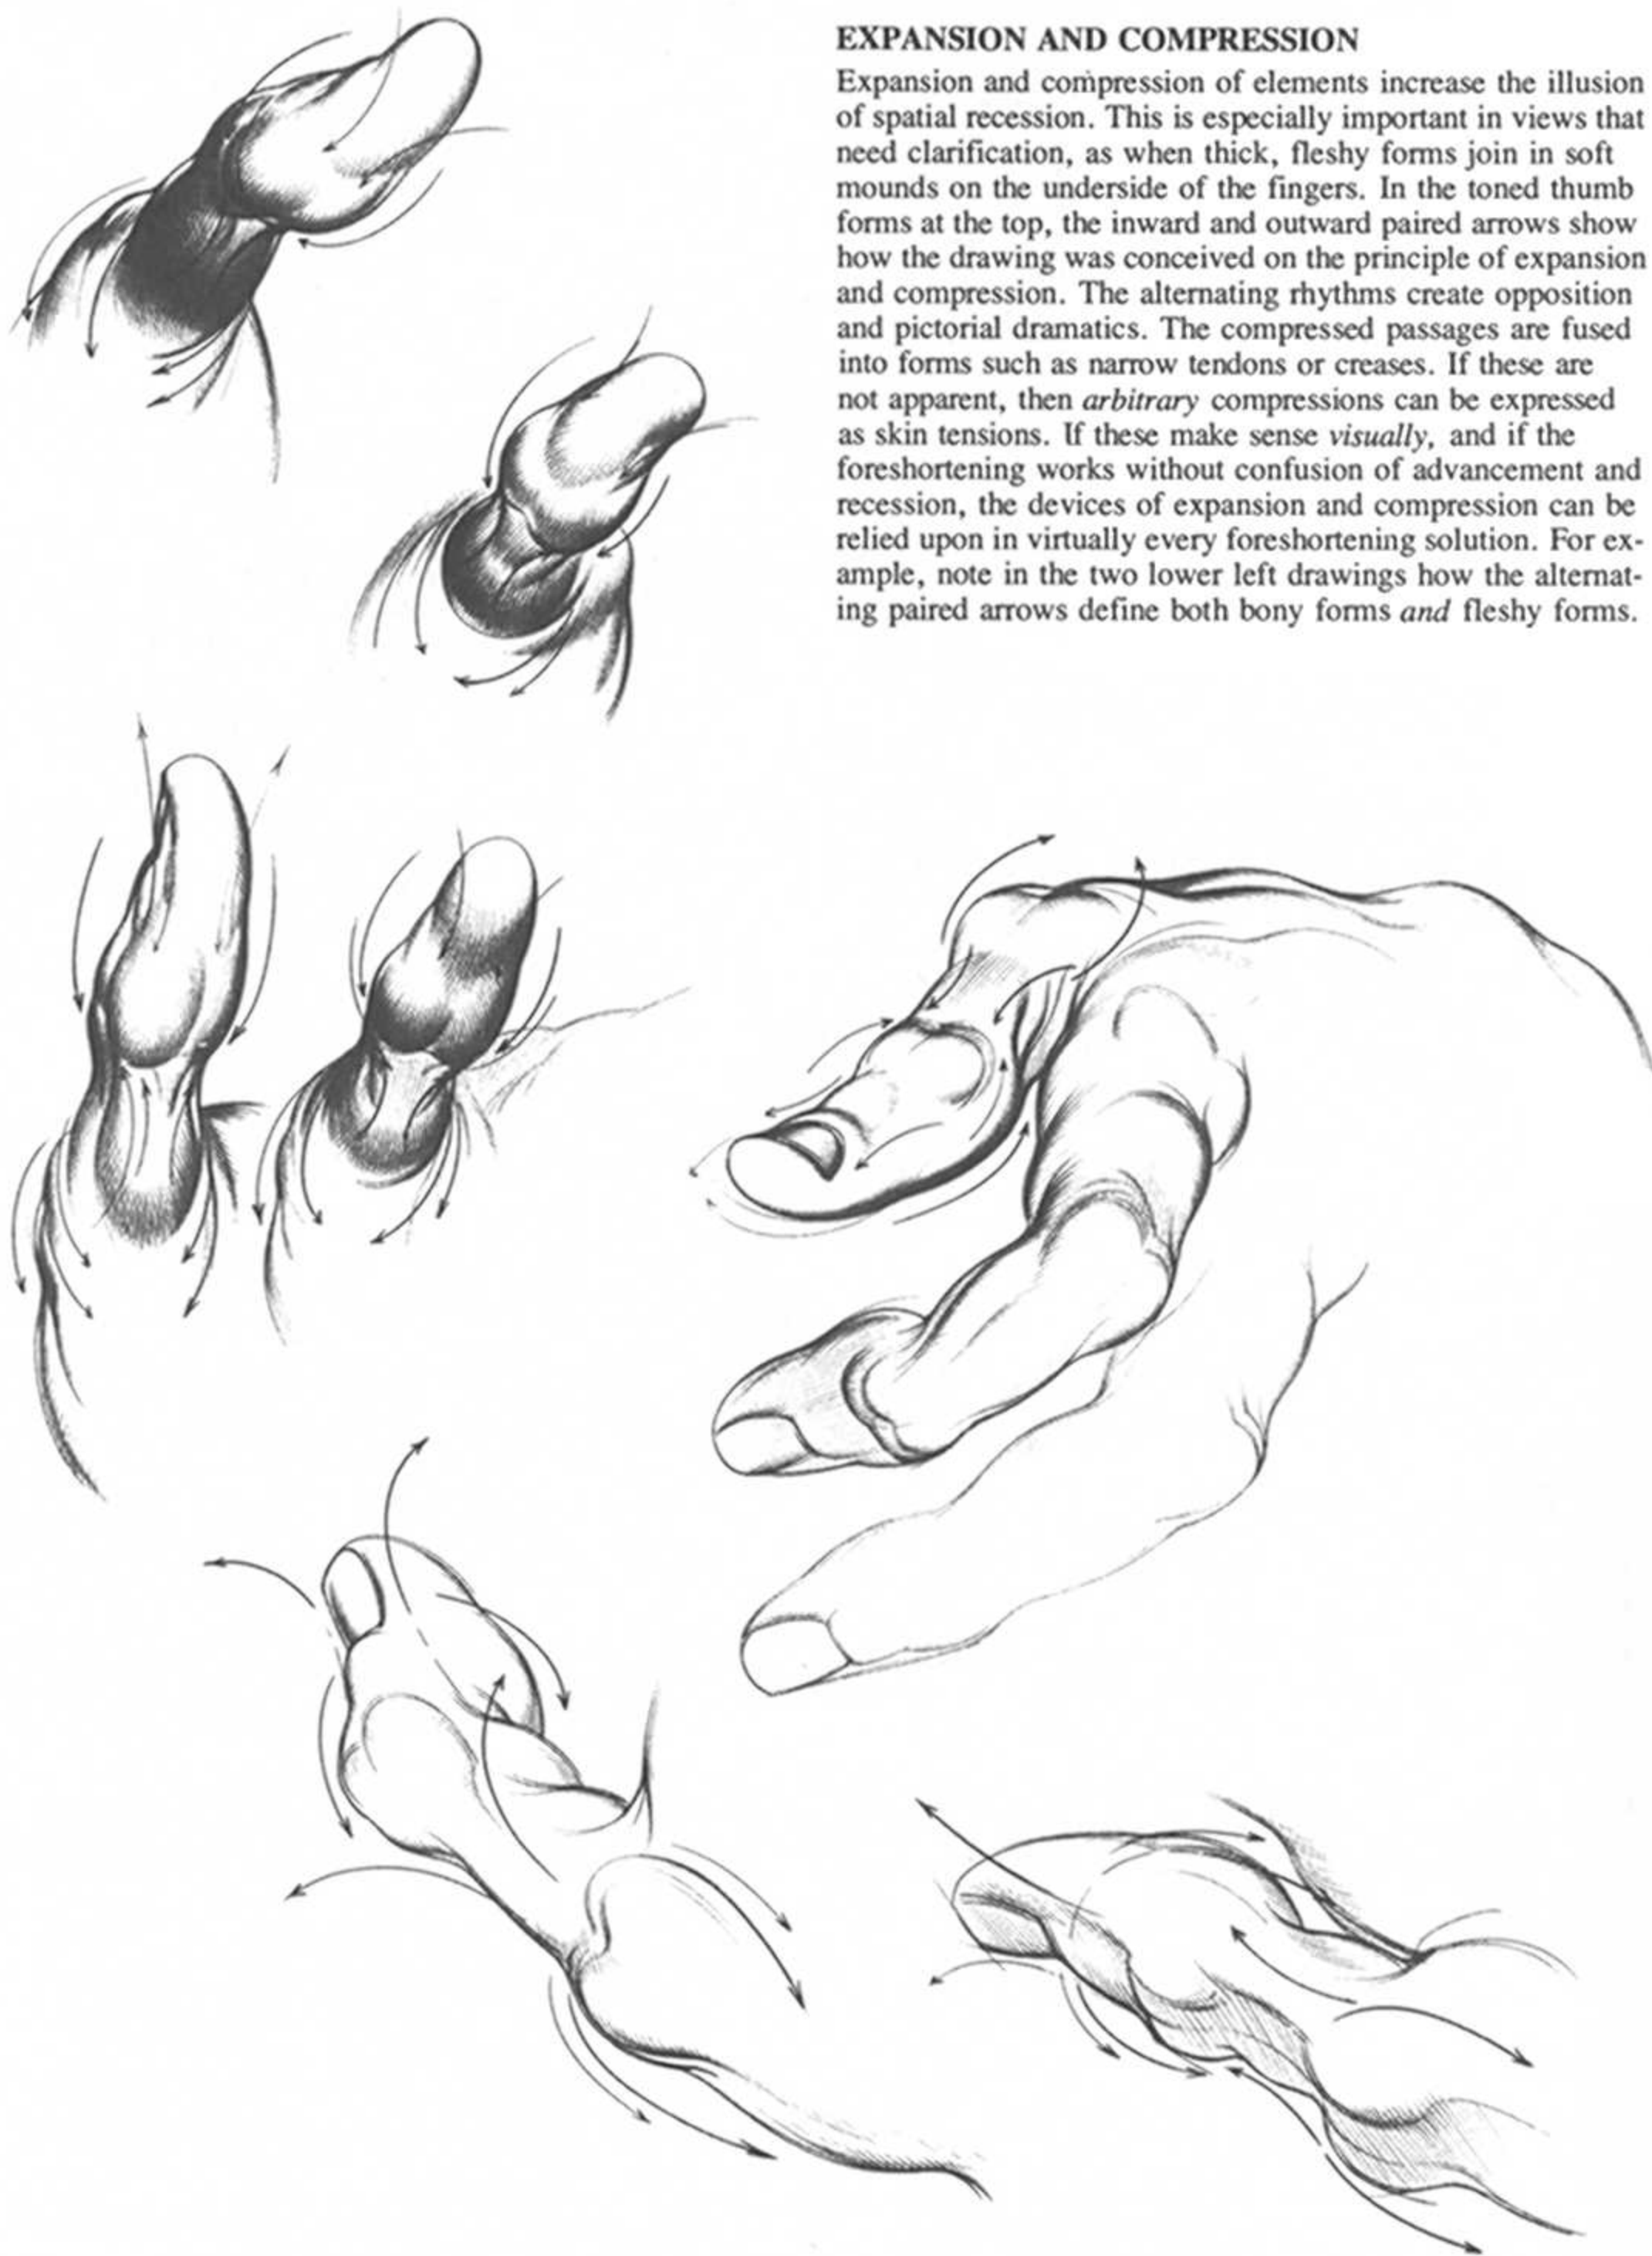 EXPANSION AND COMPRESSION
Expansion and compression of elements increase the illusion
of spatial recession. This is especially important in views that
need clarification, as when thick, fleshy forms join in soft
mounds on the underside of the fingers. In the toned thumb
forms at the top, the inward and outward paired arrows show
how the drawing was conceived on the principle of expansion
and compression. The alternating rhythms create opposition
and pictorial dramatics. The compressed passages are fused
into forms such as narrow tendons or creases. If these are
not apparent, then arbitrary compressions can be expressed
as skin tensions. If these make sense visually, and if the
foreshortening works without confusion of advancement and
recession, the devices of expansion and compression can be
relied upon in virtually every foreshortening solution. For ex-
ample, note in the two lower left drawings how the alternat-
ing paired arrows define both bony forms and fleshy forms.